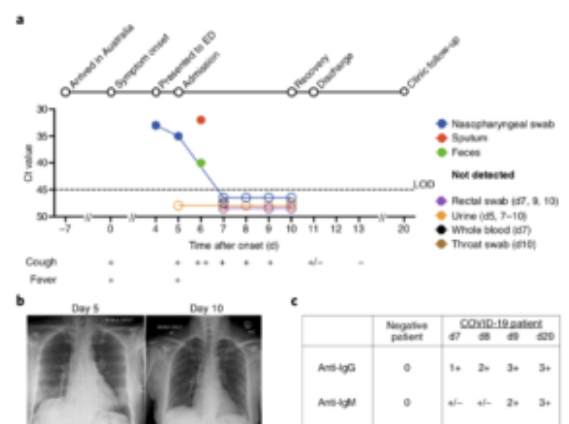 a
Arrived in Australia
Symptom onset
Presented to ED
Admission
Recovery
Discharge
Clinic follow-up
30
35
40
45
50
Ct value
LOD
-7 // 0 // 4 5 6 7 8 9 10 11 12 13 // 20
Time after onset (d)
Nasopharyngeal swab
Sputum
Feces
Not detected
Rectal swab (d7, 9, 10)
Urine (d5, 7–10)
Whole blood (d7)
Throat swab (d10)
Cough + + ++ + + + +/– –
Fever + +
b
Day 5
Day 10
c
Negative patient
COVID-19 patient
d7 d8 d9 d20
Anti-IgG 0 1+ 2+ 3+ 3+
Anti-IgM 0 +/– +/– 2+ 3+